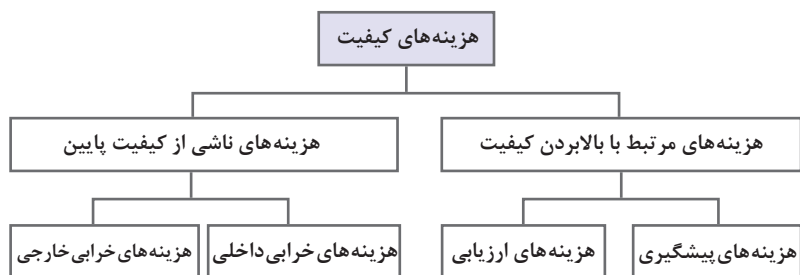 هزینه‌های کیفیت
هزینه‌های مرتبط با بالابردن کیفیت
هزینه‌های ناشی از کیفیت پایین
هزینه‌های پیشگیری
هزینه‌های ارزیابی
هزینه‌های خرابی داخلی
هزینه‌های خرابی خارجی